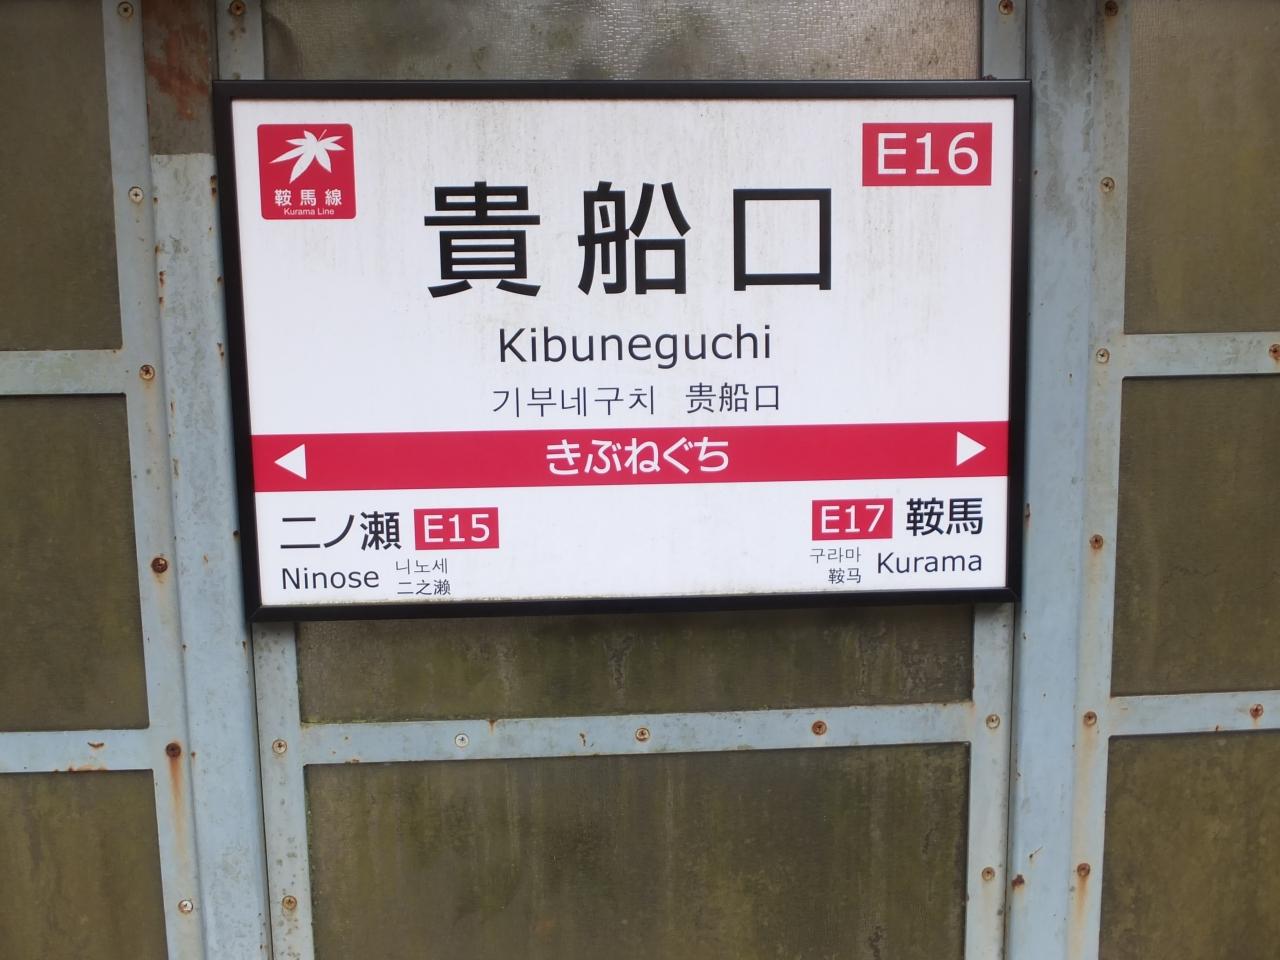 鞍馬線
Kurama Line
E16
貴船口
Kibuneguchi
기부네구치 贵船口
きぶねぐち
二ノ瀬 E15
Ninose
니노세
二之濑
E17 鞍馬
구라마
鞍马
Kurama